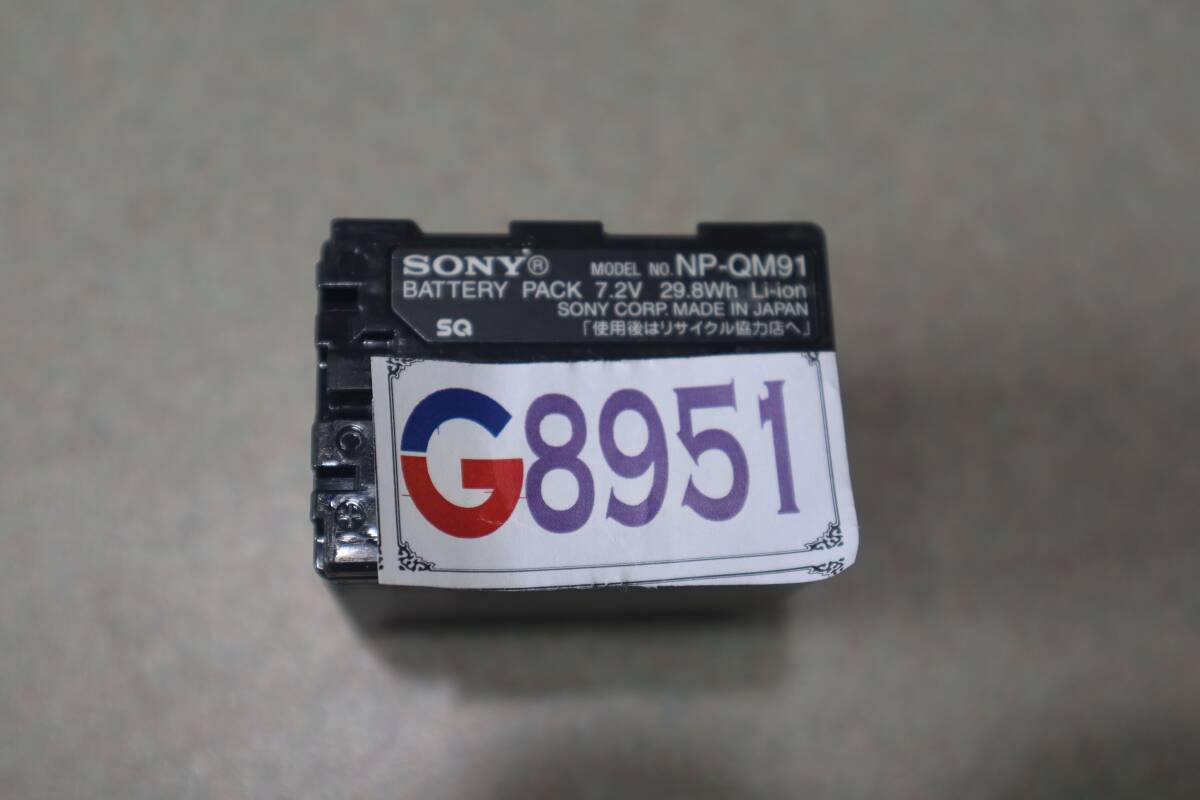 SONY® MODEL NO. NP-QM91
BATTERY PACK 7.2V 29.8Wh Li-ion
SONY CORP. MADE IN JAPAN
SQ 「使用後はリサイクル協力店へ」
G8951
C
+